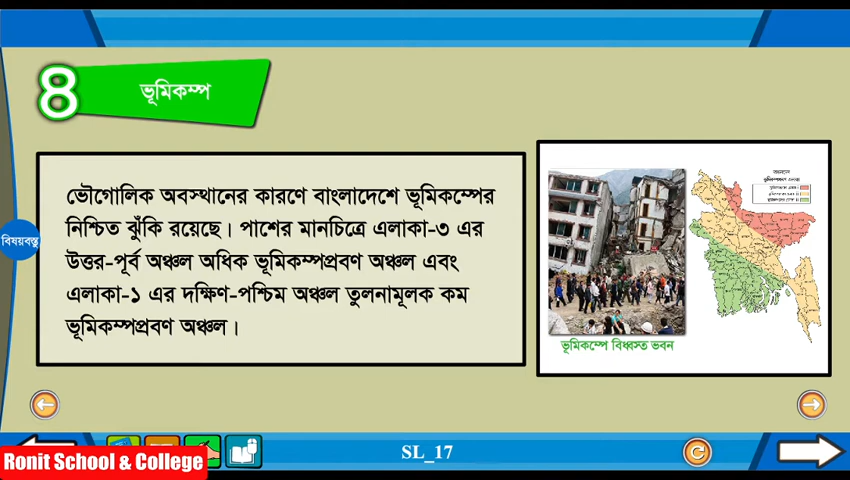 ৪
ভূমিকম্প
ভৌগোলিক অবস্থানের কারণে বাংলাদেশে ভূমিকম্পের
নিশ্চিত ঝুঁকি রয়েছে। পাশের মানচিত্রে এলাকা-৩ এর
উত্তর-পূর্ব অঞ্চল অধিক ভূমিকম্পপ্রবণ অঞ্চল এবং
এলাকা-১ এর দক্ষিণ-পশ্চিম অঞ্চল তুলনামূলক কম
ভূমিকম্পপ্রবণ অঞ্চল।
বিষয়বস্তু
ভূমিকম্পে বিধ্বস্ত ভবন
SL_17
Ronit School & College